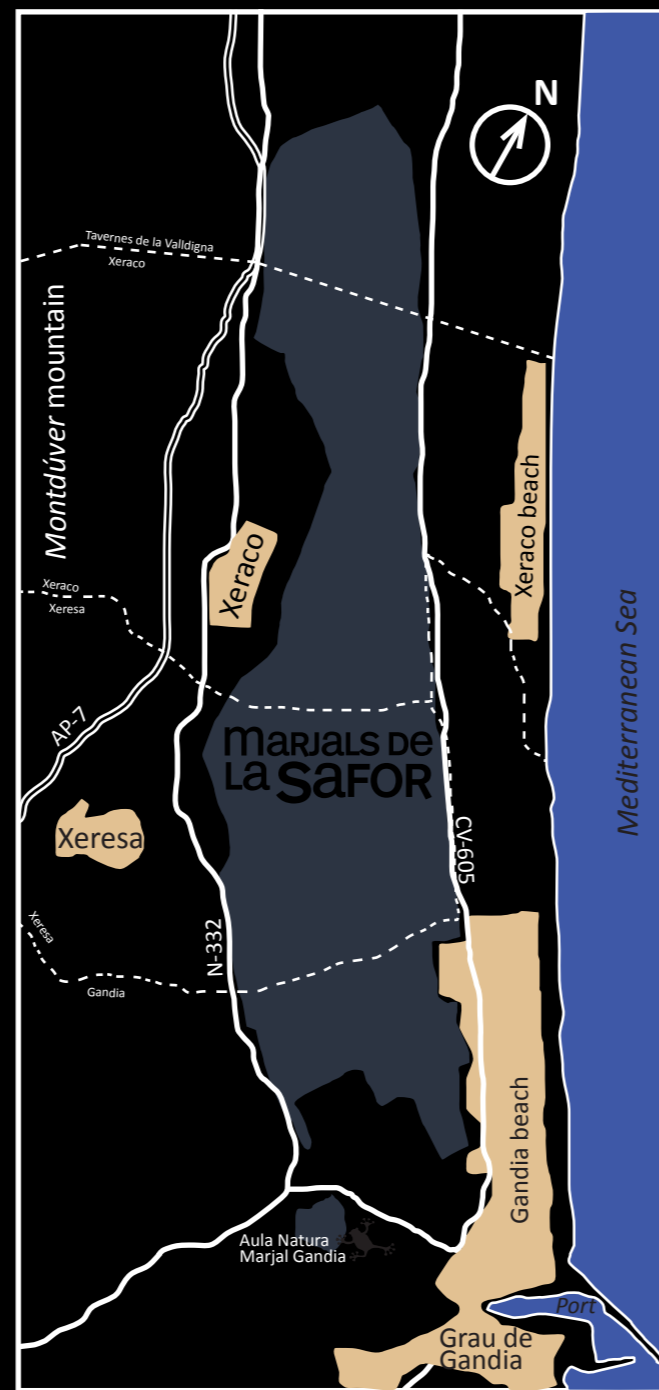 N
Tavernes de la Valldigna
Xeraco
Montdúver mountain
Xeraco beach
Xeraco
Xeraco
Xeresa
Mediterranean Sea
AP-7
MARJALS DE
LA SAFOR
Xeresa
CV-605
Xeresa
N-332
Gandia
Gandia beach
Aula Natura
Marjal Gandia
Port
Grau de
Gandia